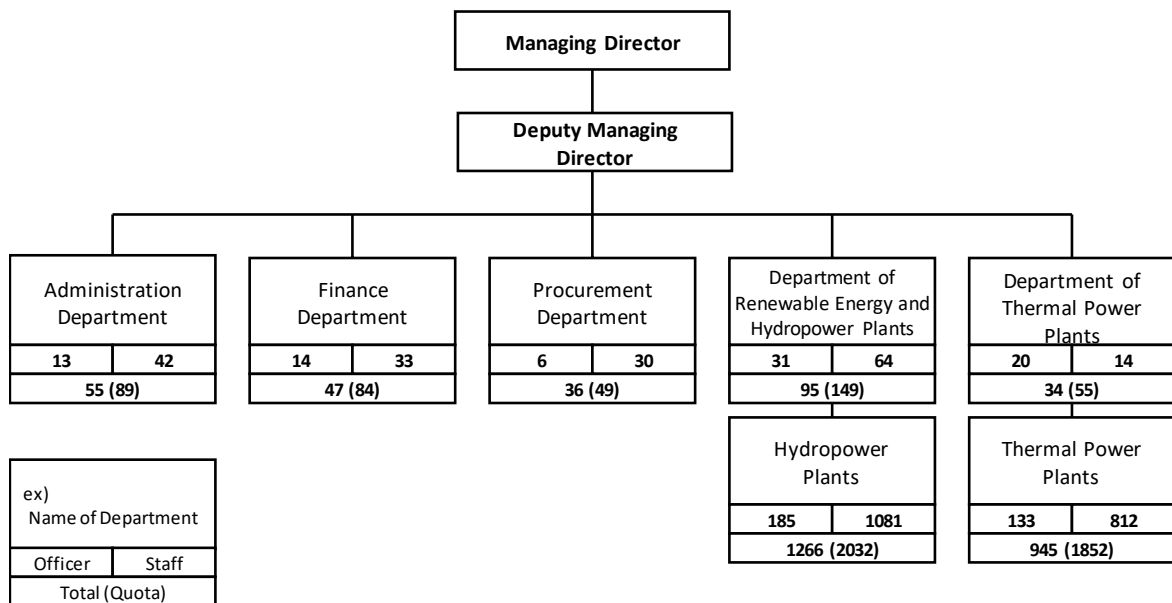 Managing Director
Deputy Managing
Director
Administration
Department
13 42
55 (89)
Finance
Department
14 33
47 (84)
Procurement
Department
6 30
36 (49)
Department of
Renewable Energy and
Hydropower Plants
31 64
95 (149)
Department of
Thermal Power
Plants
20 14
34 (55)
Hydropower
Plants
185 1081
1266 (2032)
Thermal Power
Plants
133 812
945 (1852)
ex)
Name of Department
Officer Staff
Total (Quota)